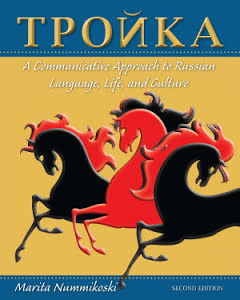 ТРОЙКА
A Communicative Approach to Russian
Language, Life, and Culture
Marita Nummikoski
SECOND EDITION